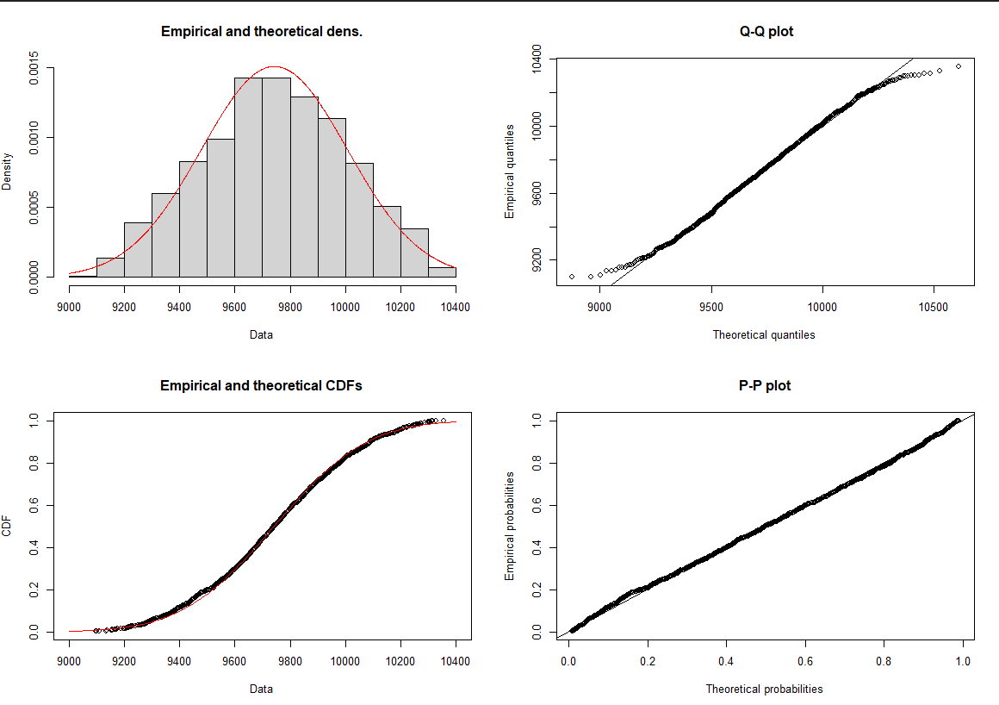 Empirical and theoretical dens.
Density
0.0000 0.0005 0.0010 0.0015
9000 9200 9400 9600 9800 10000 10200 10400
Data
Q-Q plot
Empirical quantiles
9200 9600 10000 10400
9000 9500 10000 10500
Theoretical quantiles
Empirical and theoretical CDFs
CDF
0.0 0.2 0.4 0.6 0.8 1.0
9000 9200 9400 9600 9800 10000 10200 10400
Data
P-P plot
Empirical probabilities
0.0 0.2 0.4 0.6 0.8 1.0
0.0 0.2 0.4 0.6 0.8 1.0
Theoretical probabilities